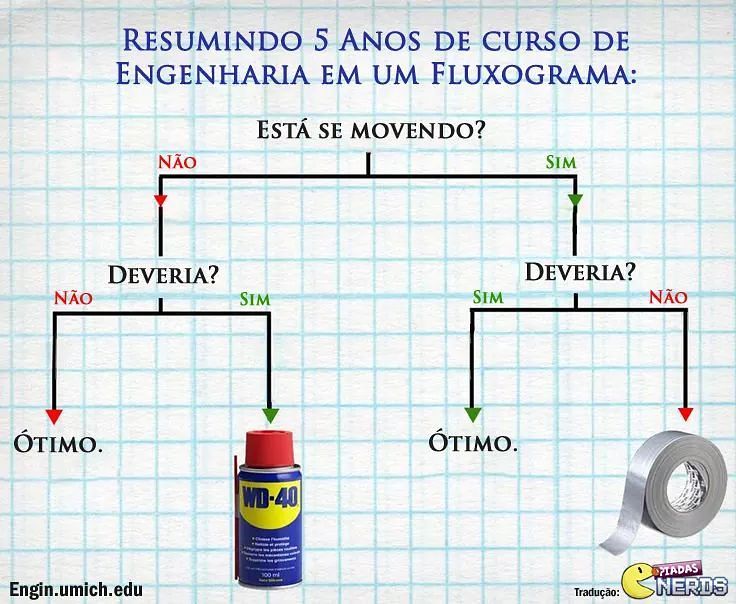 RESUMINDO 5 ANOS DE CURSO DE
ENGENHARIA EM UM FLUXOGRAMA:
ESTÁ SE MOVENDO?
NÃO
SIM
DEVERIA?
DEVERIA?
NÃO
SIM
SIM
NÃO
ÓTIMO.
ÓTIMO.
WD-40
100 ml
Engin.umich.edu
Tradução:
PIADAS
NERDS